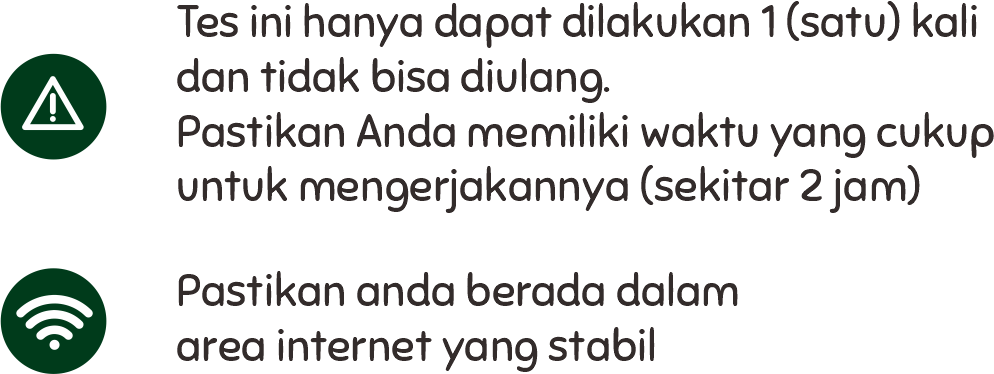 Tes ini hanya dapat dilakukan 1 (satu) kali
dan tidak bisa diulang.
Pastikan Anda memiliki waktu yang cukup
untuk mengerjakannya (sekitar 2 jam)
Pastikan anda berada dalam
area internet yang stabil